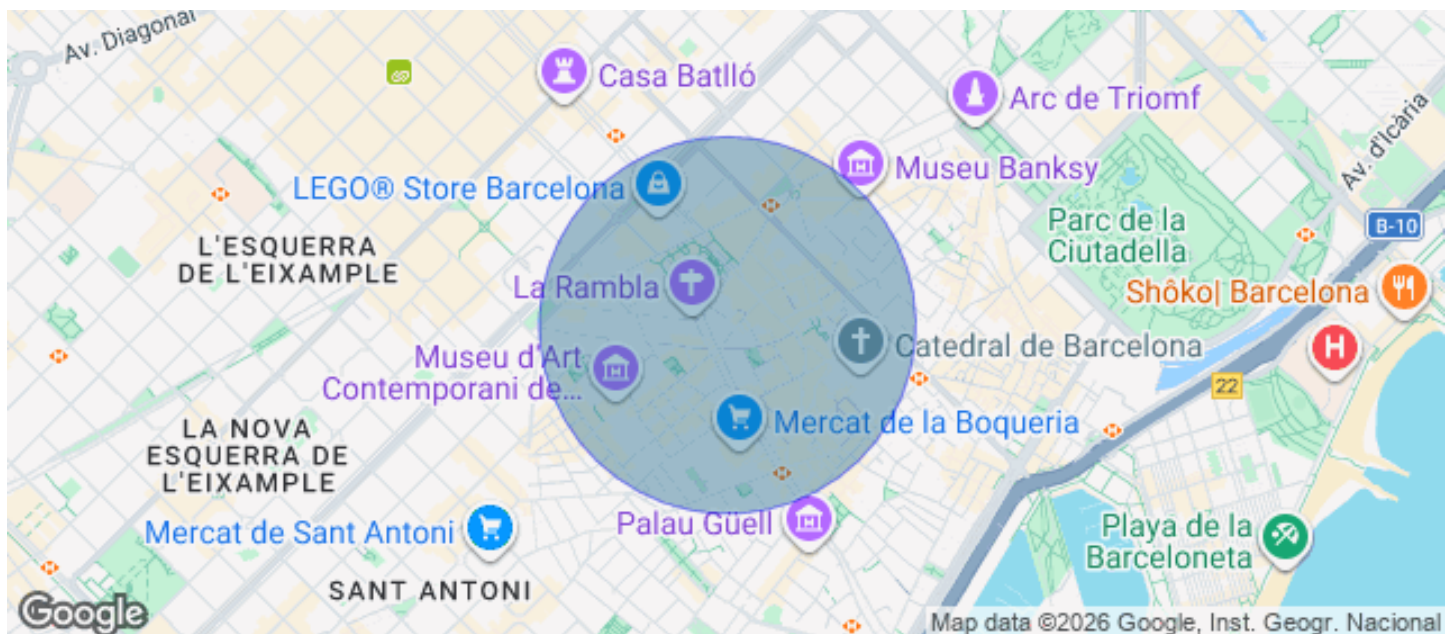 Av. Diagonal
Casa Batlló
Arc de Triomf
Av. d'Icària
Museu Banksy
LEGO® Store Barcelona
B-10
Parc de la
Ciutadella
L'ESQUERRA
DE L'EIXAMPLE
La Rambla
Shôko| Barcelona
Catedral de Barcelona
H
Museu d'Art
Contemporani de...
22
Mercat de la Boqueria
LA NOVA
ESQUERRA DE
L'EIXAMPLE
Mercat de Sant Antoni
Palau Güell
Playa de la
Barceloneta
SANT ANTONI
Google
Map data ©2026 Google, Inst. Geogr. Nacional